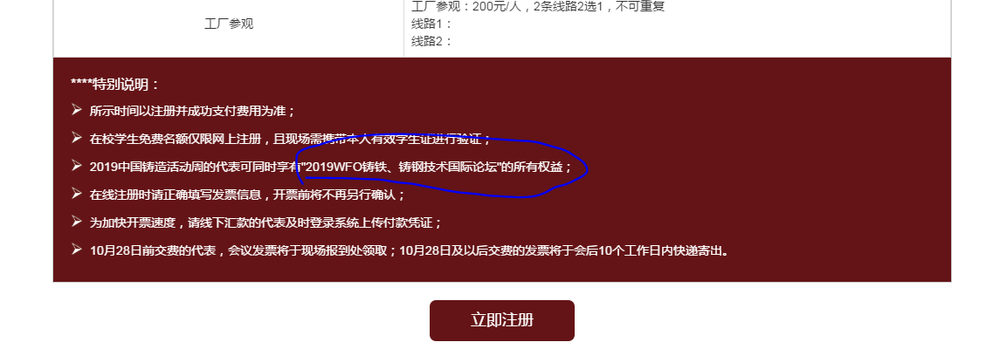 工厂参观：200元/人，2条线路2选1，不可重复
工厂参观
线路1：
线路2：
****特别说明：
所示时间以注册并成功支付费用为准；
在校学生免费名额仅限网上注册，且现场需携带本人有效学生证进行验证；
2019中国铸造活动周的代表可同时享有"2019WFO铸铁、铸钢技术国际论坛"的所有权益；
在线注册时请正确填写发票信息，开票前将不再另行确认；
为加快开票速度，请线下汇款的代表及时登录系统上传付款凭证；
10月28日前交费的代表，会议发票将于现场报到处领取；10月28日及以后交费的发票将于会后10个工作日内快递寄出。
立即注册